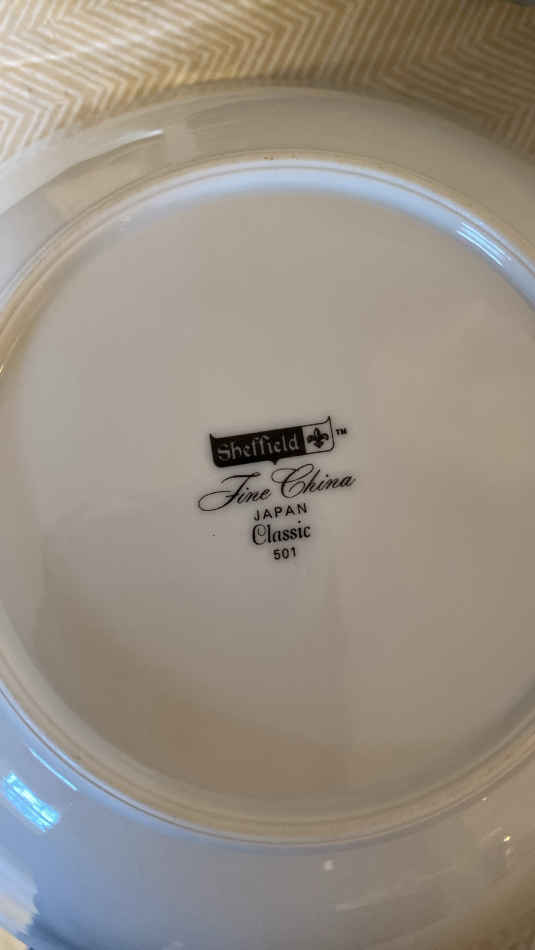 Sheffield ™
Fine China
JAPAN
Classic
501